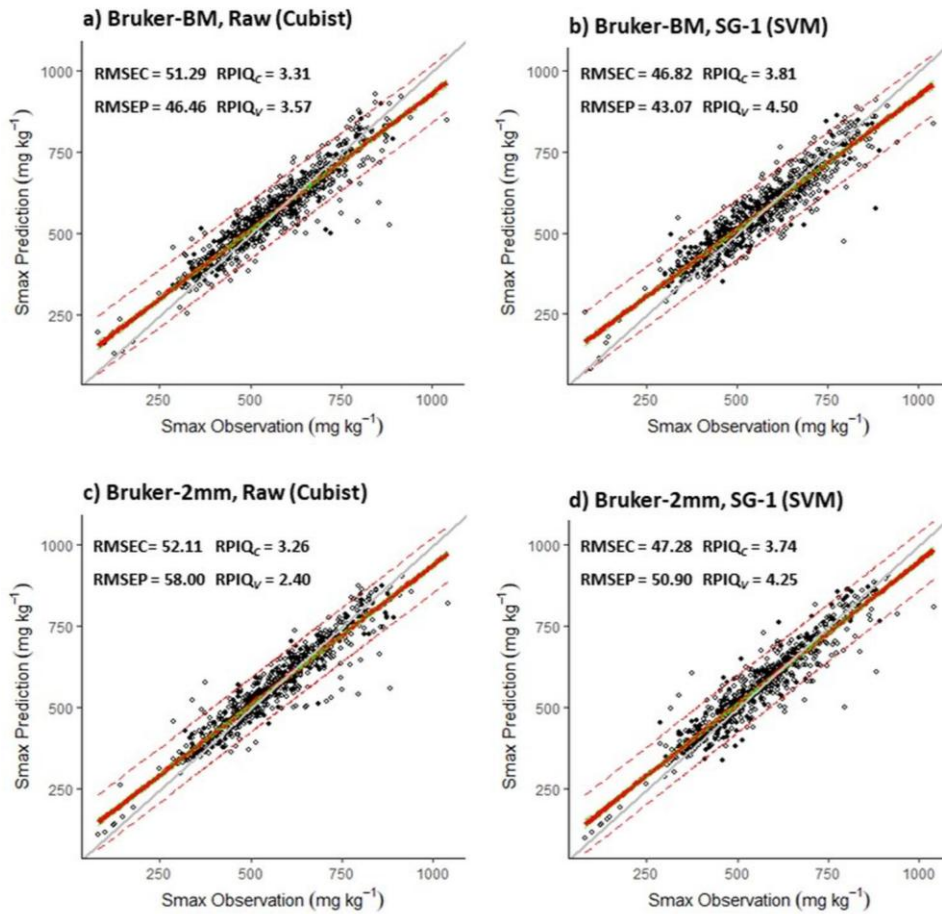 a) Bruker-BM, Raw (Cubist)
RMSEC = 51.29 RPIQc = 3.31
RMSEP = 46.46 RPIQv = 3.57
1000
750
500
250
Smax Prediction (mg kg⁻¹)
250 500 750 1000
Smax Observation (mg kg⁻¹)
b) Bruker-BM, SG-1 (SVM)
RMSEC = 46.82 RPIQc = 3.81
RMSEP = 43.07 RPIQv = 4.50
1000
750
500
250
Smax Prediction (mg kg⁻¹)
250 500 750 1000
Smax Observation (mg kg⁻¹)
c) Bruker-2mm, Raw (Cubist)
RMSEC= 52.11 RPIQc = 3.26
RMSEP = 58.00 RPIQv = 2.40
1000
750
500
250
Smax Prediction (mg kg⁻¹)
250 500 750 1000
Smax Observation (mg kg⁻¹)
d) Bruker-2mm, SG-1 (SVM)
RMSEC = 47.28 RPIQc = 3.74
RMSEP = 50.90 RPIQv = 4.25
1000
750
500
250
Smax Prediction (mg kg⁻¹)
250 500 750 1000
Smax Observation (mg kg⁻¹)